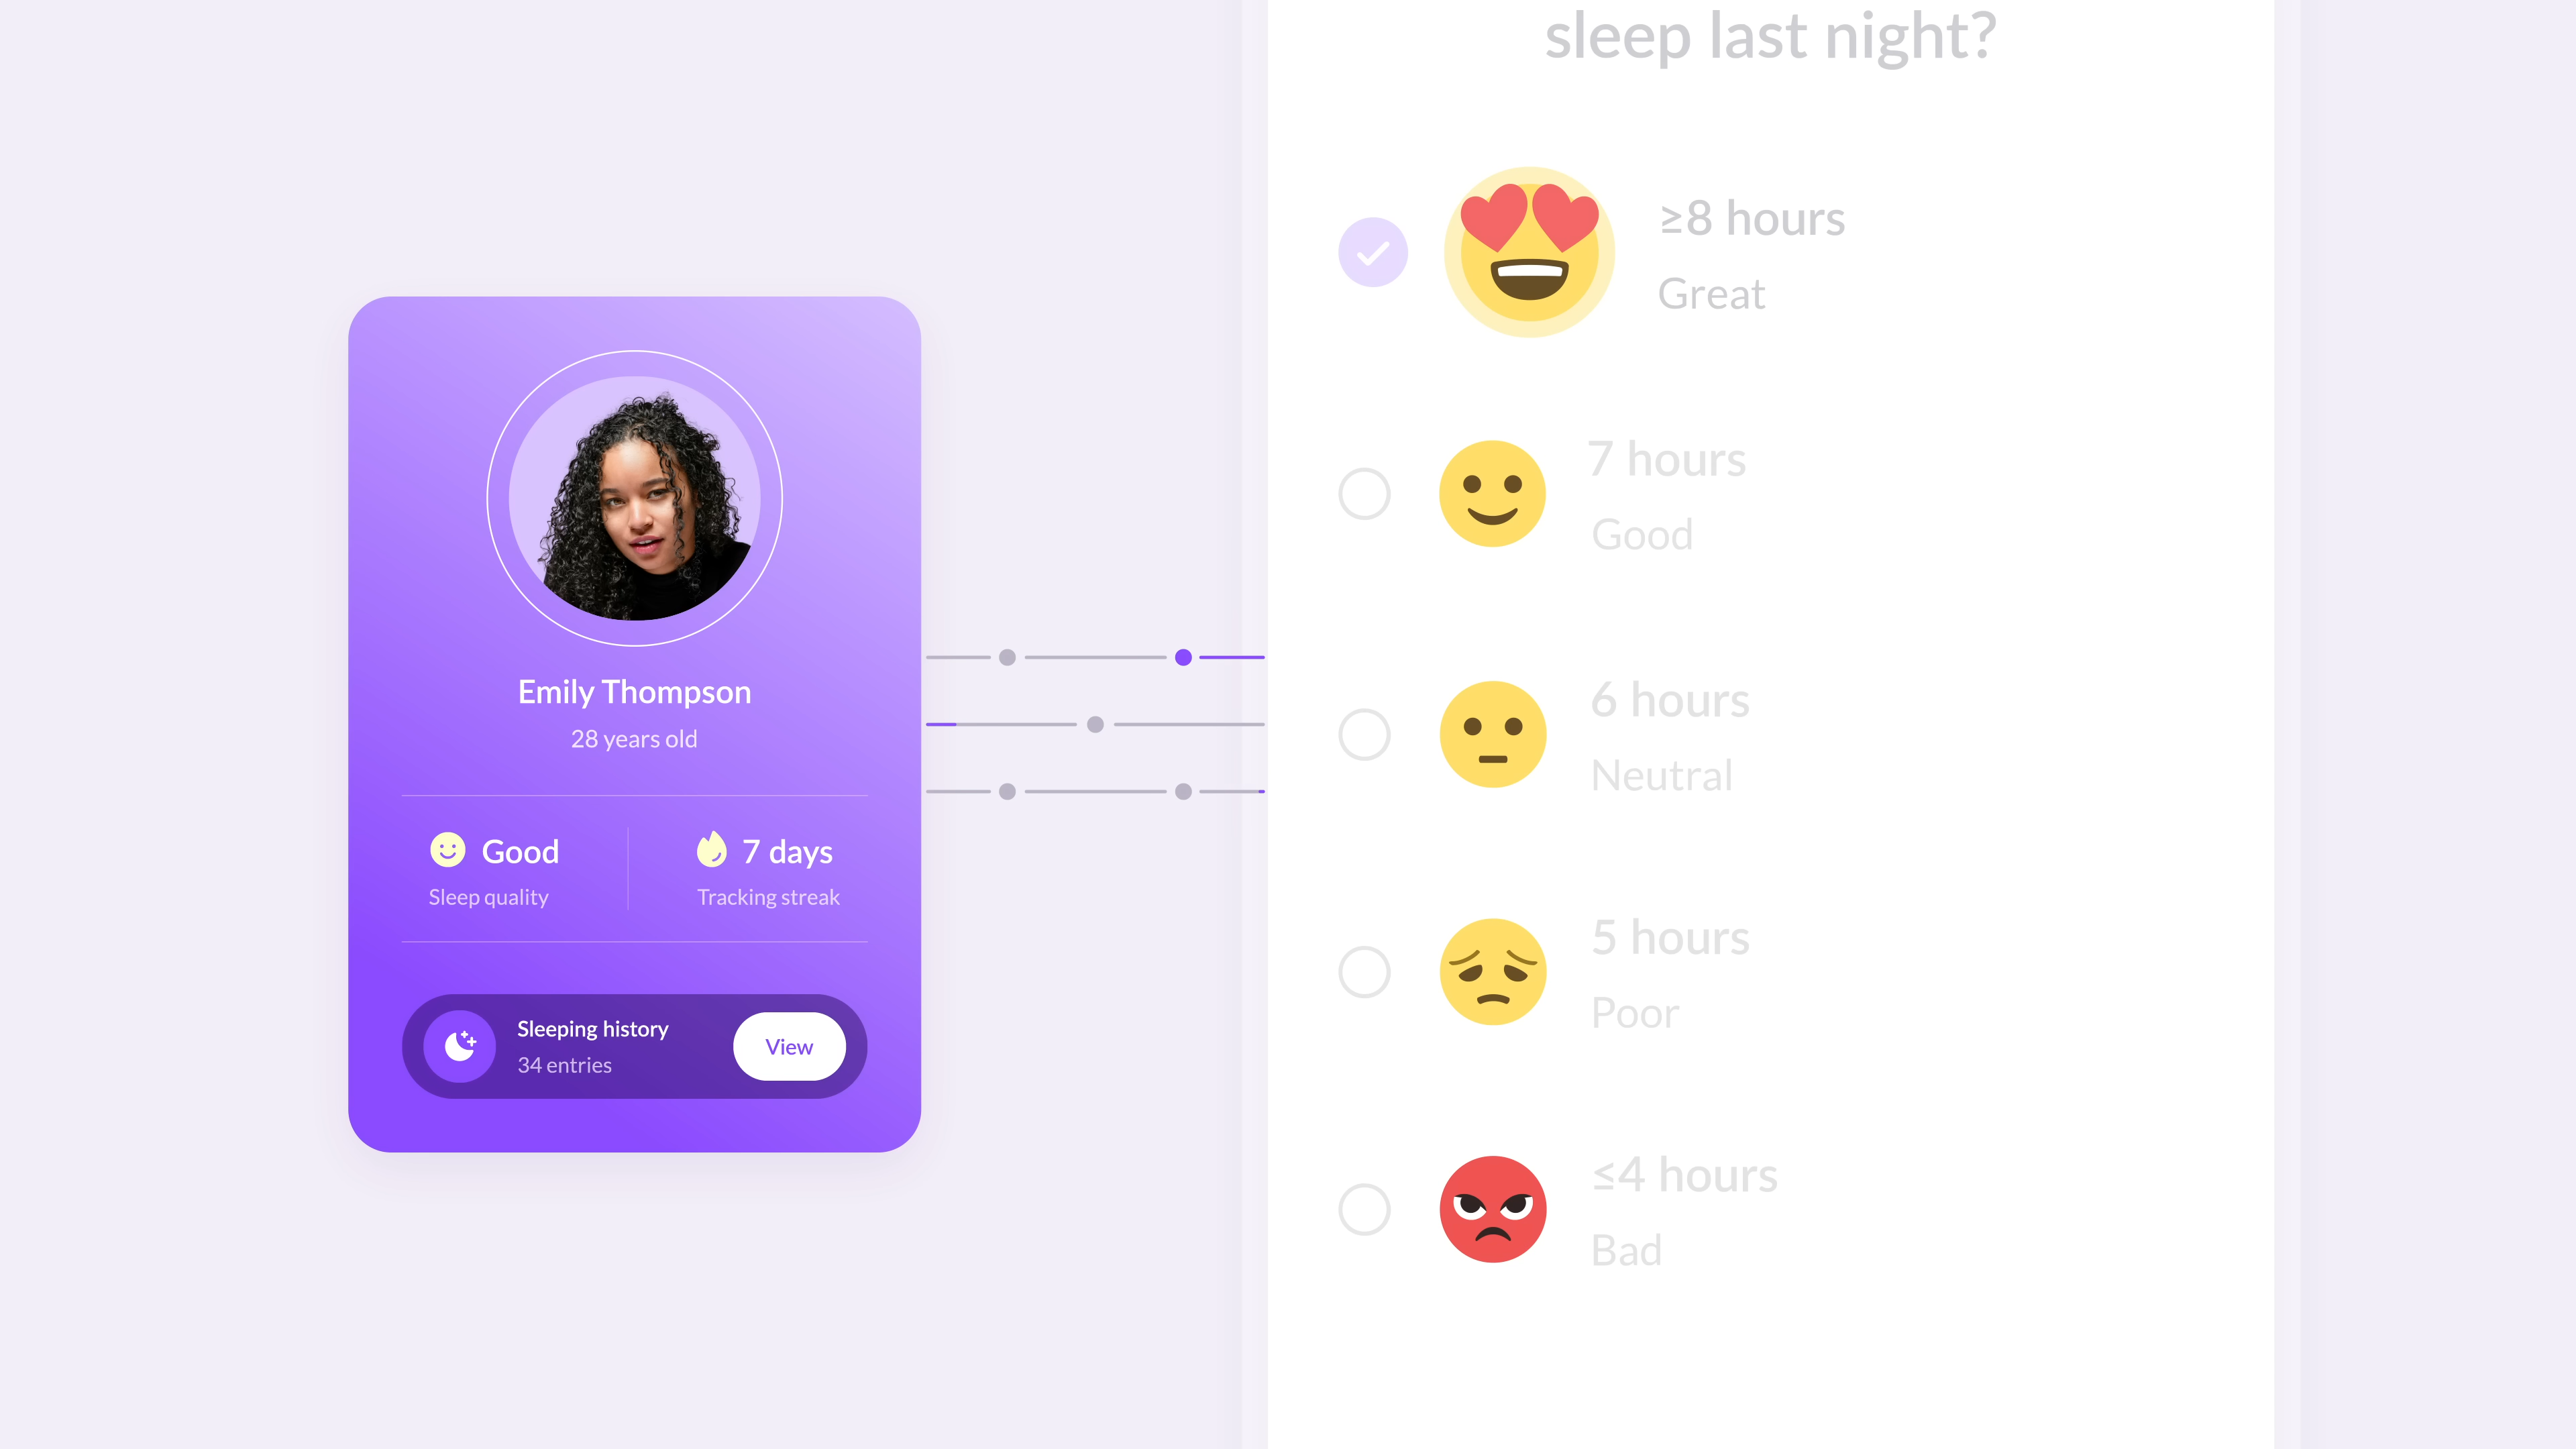 Emily Thompson
28 years old
Good
Sleep quality
7 days
Tracking streak
Sleeping history
34 entries
View
sleep last night?
≥8 hours
Great
7 hours
Good
6 hours
Neutral
5 hours
Poor
≤4 hours
Bad